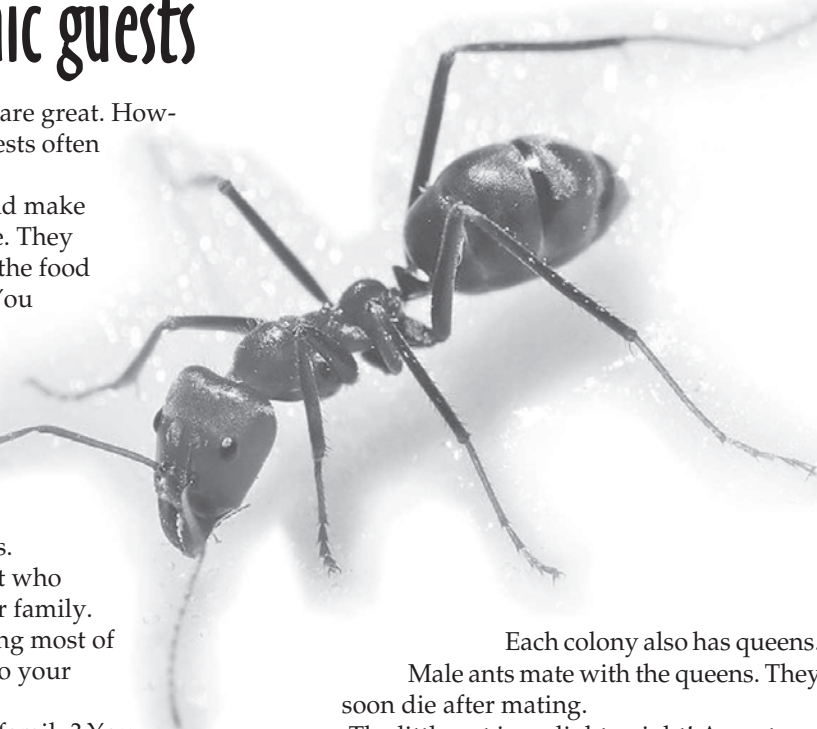 guests
are great. How-
ests often
d make
e. They
the food
You
s.
t who
r family.
ng most of
o your
Each colony also has queens.
Male ants mate with the queens. They
soon die after mating.